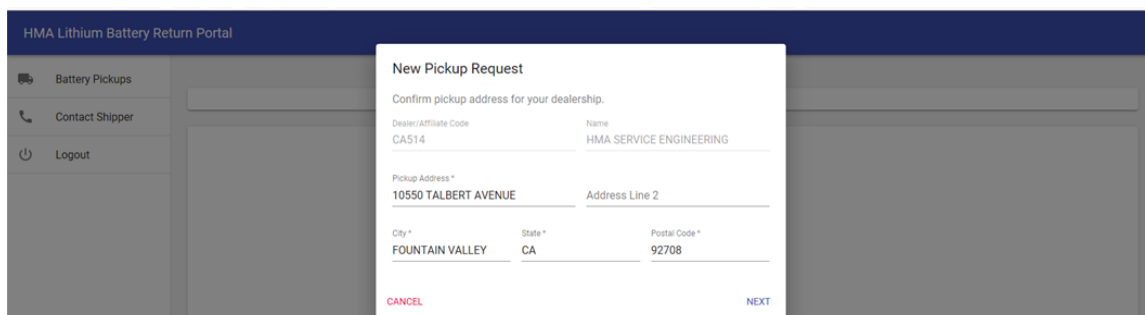 HMA Lithium Battery Return Portal
Battery Pickups
Contact Shipper
Logout
New Pickup Request
Confirm pickup address for your dealership.
Dealer/Affiliate Code Name
CA514 HMA SERVICE ENGINEERING
Pickup Address *
10550 TALBERT AVENUE Address Line 2
City * State * Postal Code *
FOUNTAIN VALLEY CA 92708
CANCEL NEXT